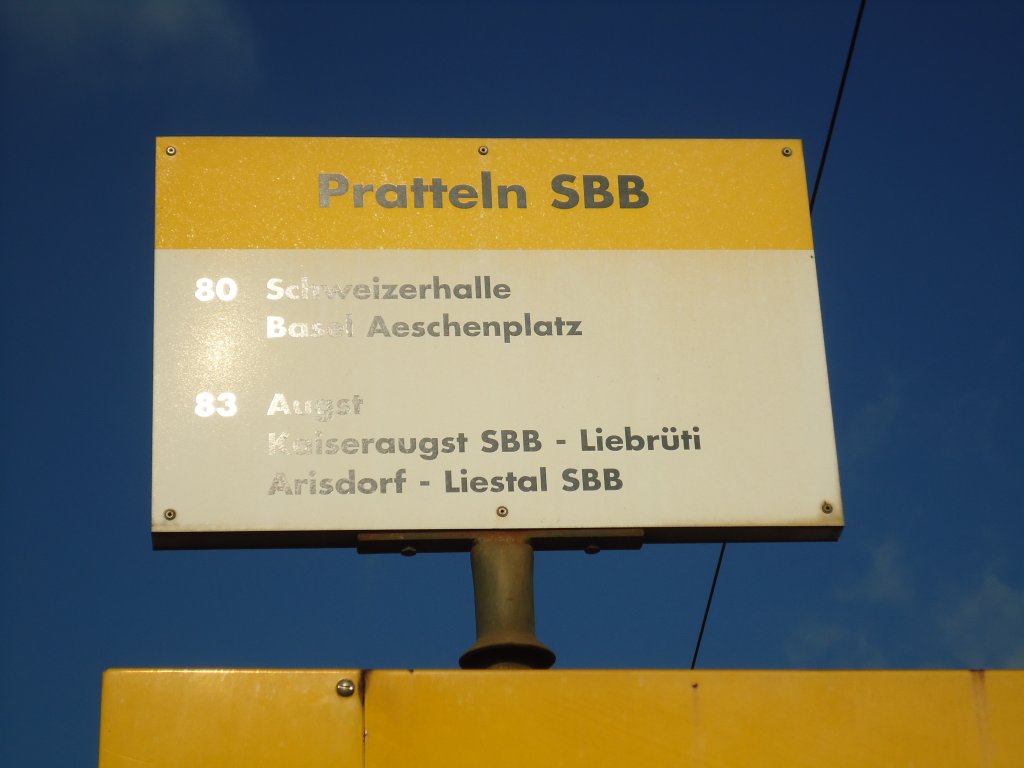 Pratteln SBB
80 Schweizerhalle
Basel Aeschenplatz
83 Augst
Kaiseraugst SBB - Liebrüti
Arisdorf - Liestal SBB